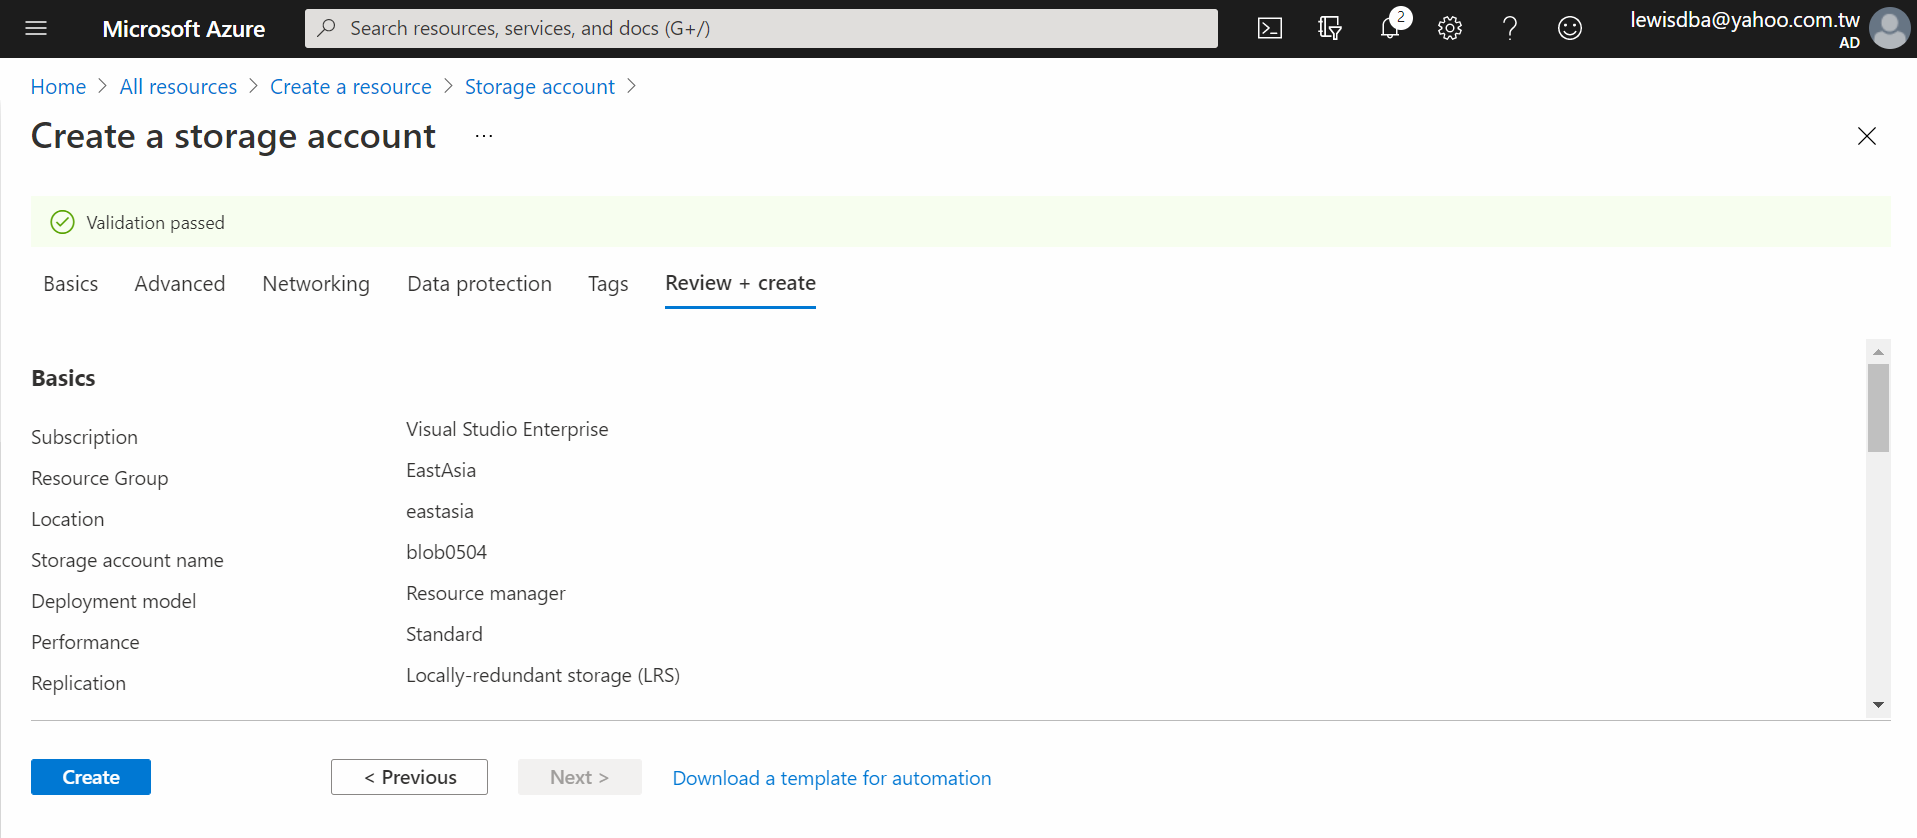 Microsoft Azure
Search resources, services, and docs (G+/)
2
lewisdba@yahoo.com.tw
AD
Home > All resources > Create a resource > Storage account >
Create a storage account ...
Validation passed
Basics Advanced Networking Data protection Tags Review + create
Basics
Subscription Visual Studio Enterprise
Resource Group EastAsia
Location eastasia
Storage account name blob0504
Deployment model Resource manager
Performance Standard
Replication Locally-redundant storage (LRS)
Create < Previous Next > Download a template for automation